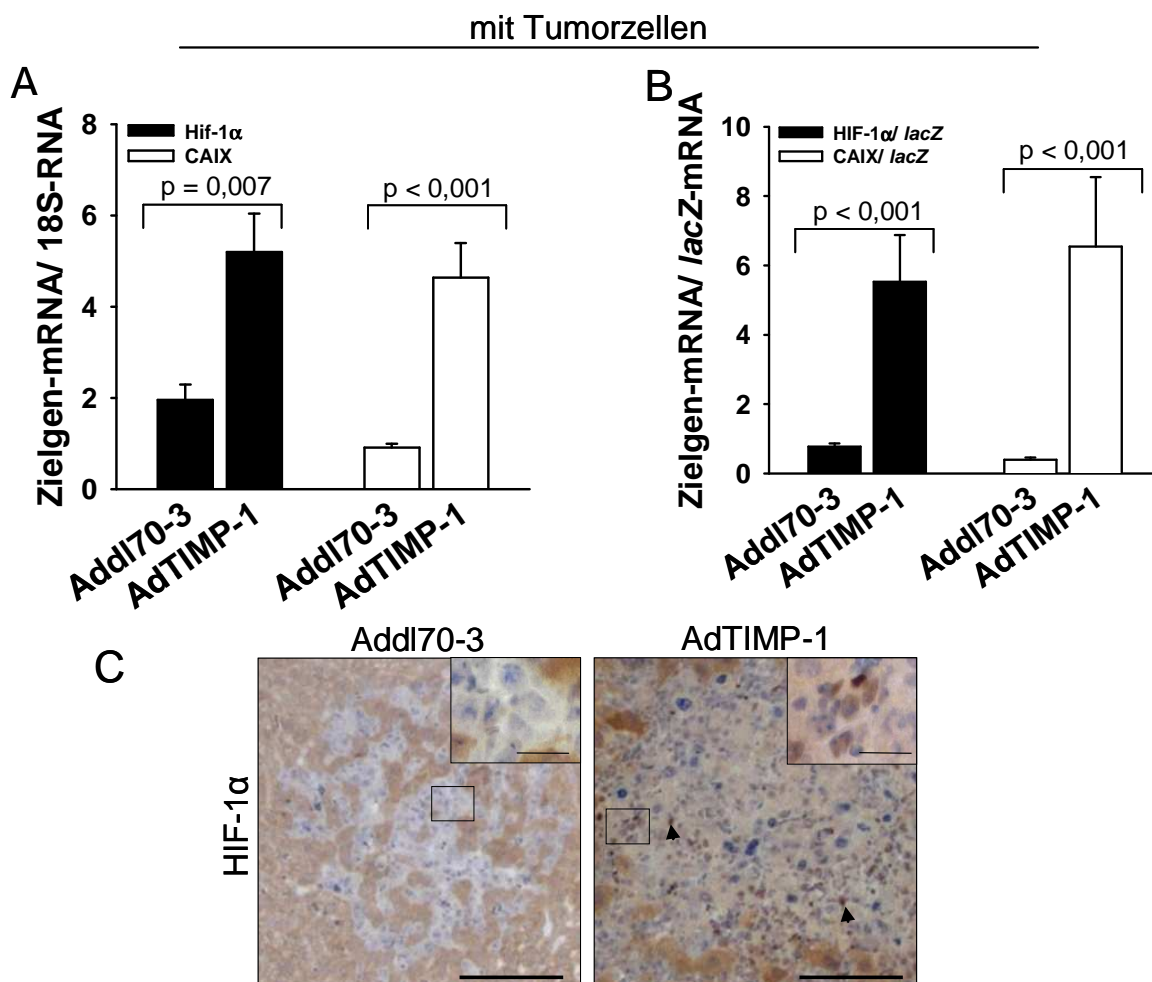 mit Tumorzellen
A
Zielgen-mRNA/ 18S-RNA
8
6
4
2
0
Hif-1α
CAIX
p = 0,007
p < 0,001
Addl70-3
AdTIMP-1
Addl70-3
AdTIMP-1
B
Zielgen-mRNA/ lacZ-mRNA
10
8
6
4
2
0
HIF-1α/ lacZ
CAIX/ lacZ
p < 0,001
p < 0,001
Addl70-3
AdTIMP-1
Addl70-3
AdTIMP-1
C
Addl70-3
AdTIMP-1
HIF-1α